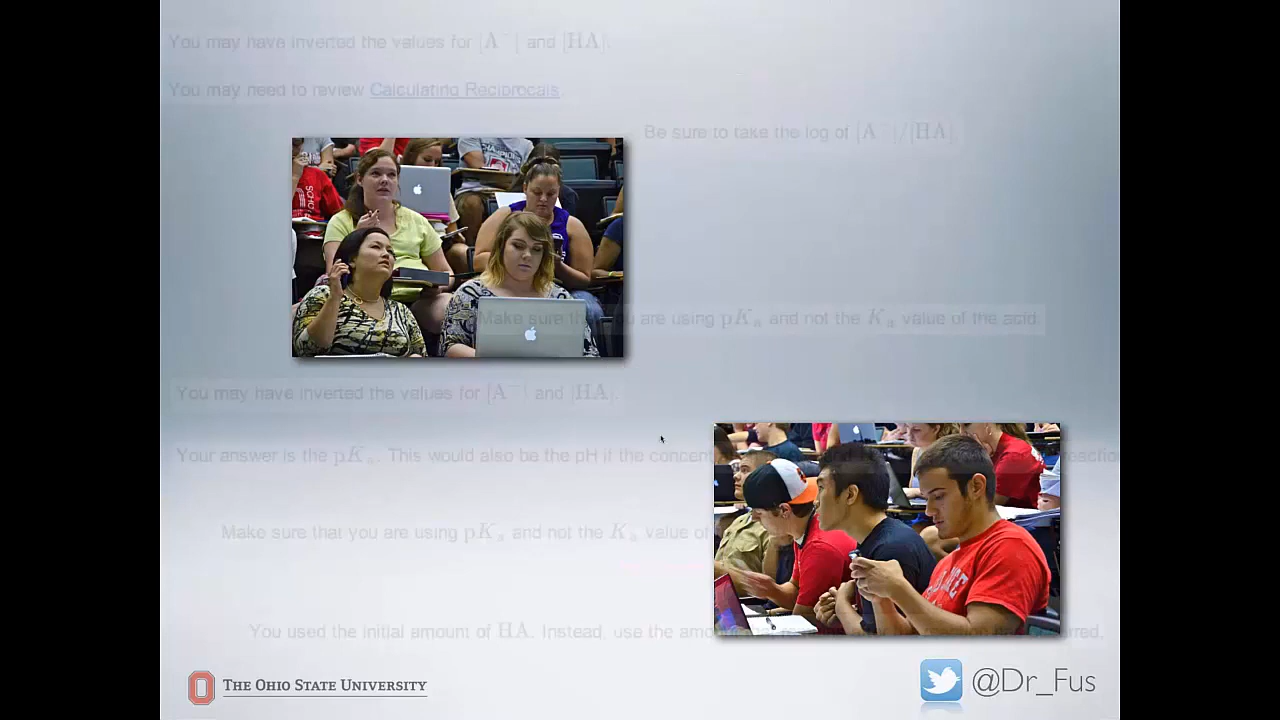 You may have inverted the values for [A⁻] and [HA].
You may need to review Calculating Reciprocals.
Be sure to take the log of [A⁻]/[HA]
Make sure that you are using pKₐ and not the Kₐ value of the acid.
You may have inverted the values for [A⁻] and [HA].
Your answer is the pKₐ. This would also be the pH if the
Make sure that you are using pKₐ and not the Kₐ value of
You used the initial amount of HA. Instead, use the
THE OHIO STATE UNIVERSITY
@Dr_Fus